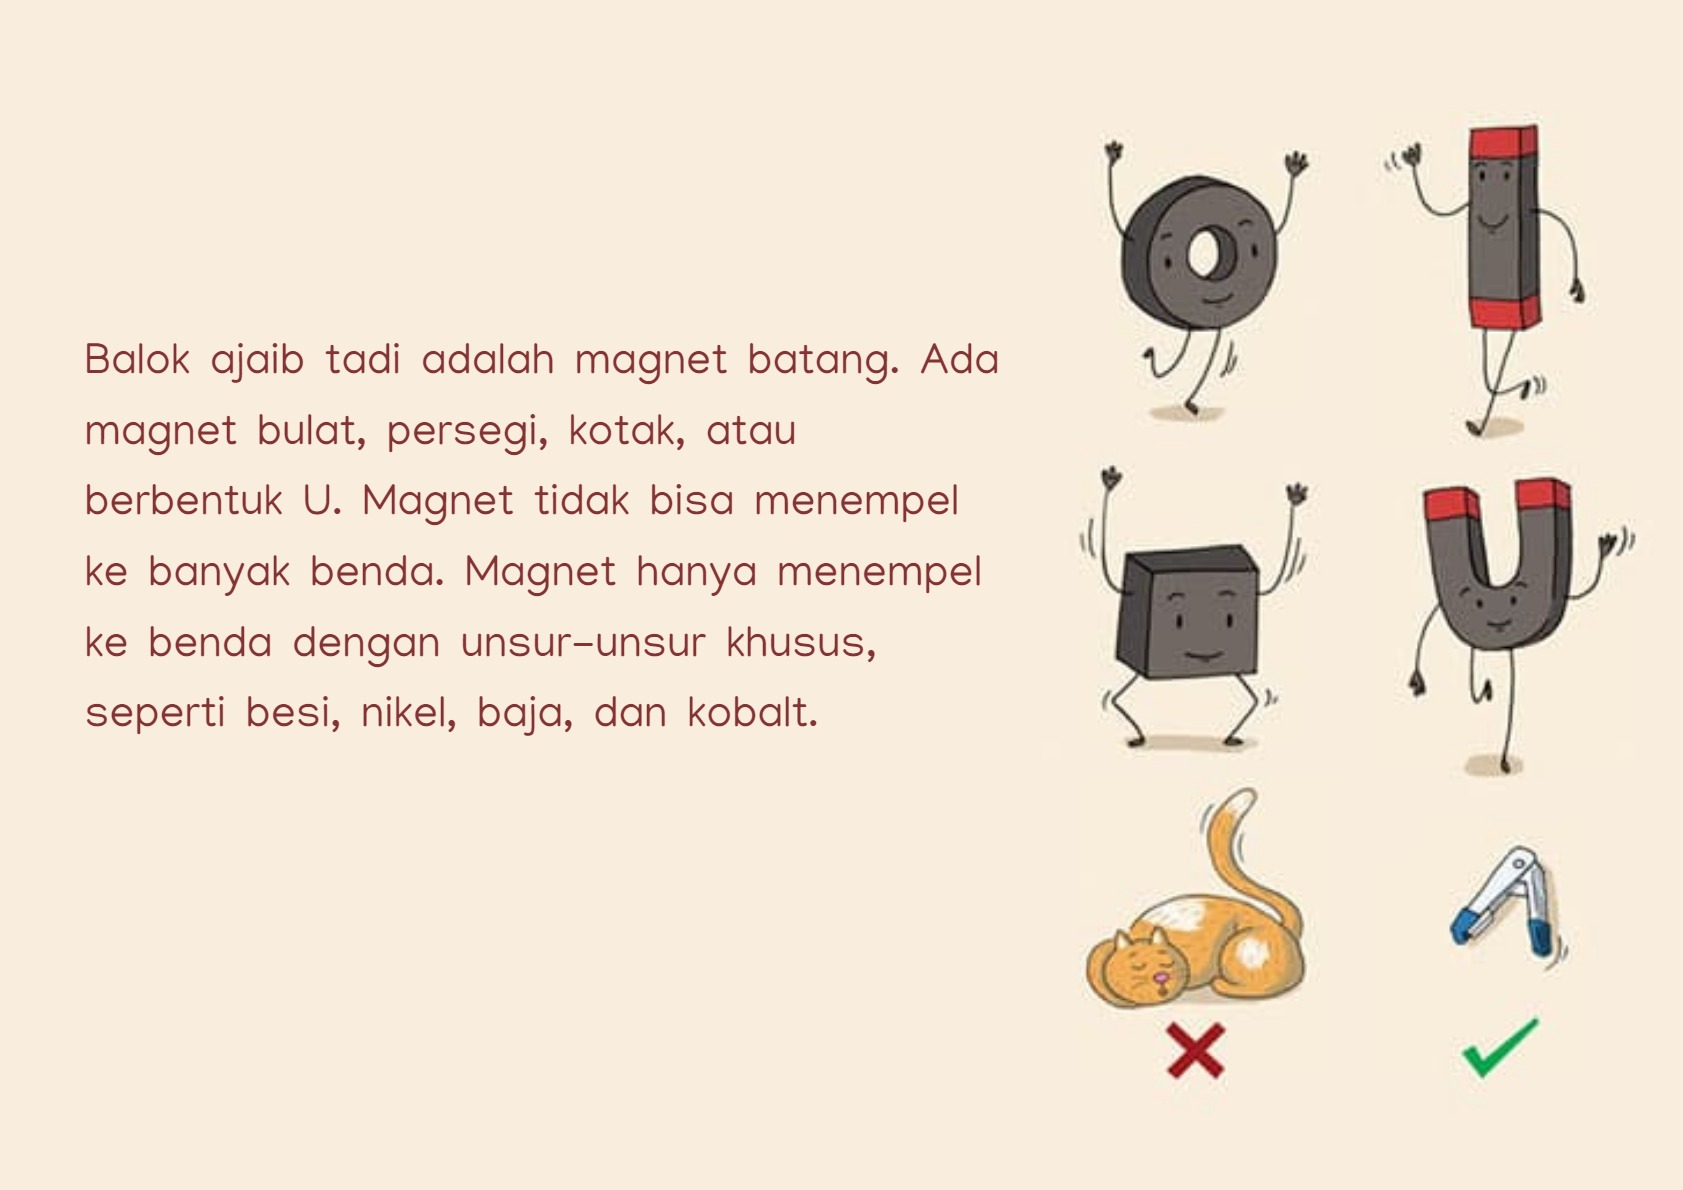 Balok ajaib tadi adalah magnet batang. Ada
magnet bulat, persegi, kotak, atau
berbentuk U. Magnet tidak bisa menempel
ke banyak benda. Magnet hanya menempel
ke benda dengan unsur-unsur khusus,
seperti besi, nikel, baja, dan kobalt.